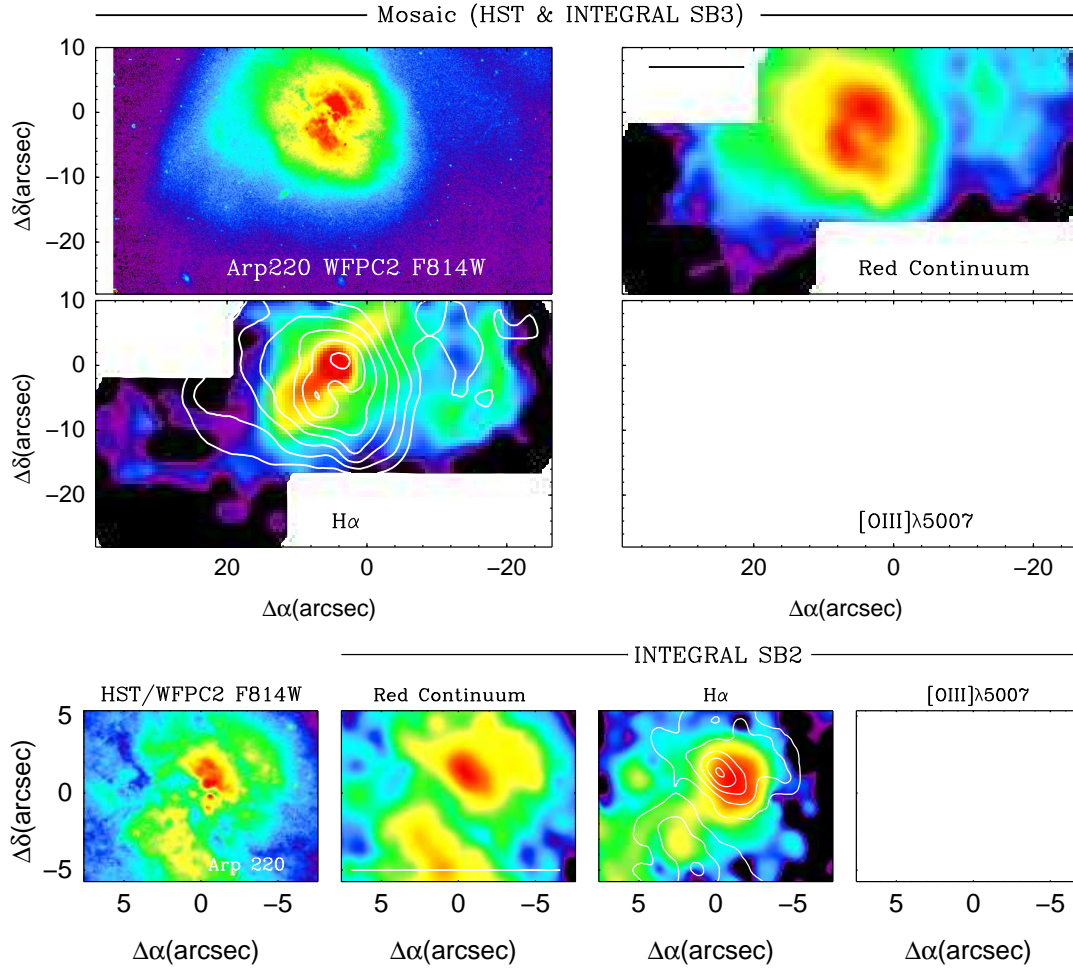 Mosaic (HST & INTEGRAL SB3)
10
0
−10
−20
Δδ(arcsec)
Arp220 WFPC2 F814W
Red Continuum
10
0
−10
−20
Δδ(arcsec)
Hα
[OIII]λ5007
20 0 −20
20 0 −20
Δα(arcsec)
Δα(arcsec)
INTEGRAL SB2
HST/WFPC2 F814W
Red Continuum
Hα
[OIII]λ5007
5
0
−5
Δδ(arcsec)
Arp 220
5 0 −5
5 0 −5
5 0 −5
5 0 −5
Δα(arcsec)
Δα(arcsec)
Δα(arcsec)
Δα(arcsec)